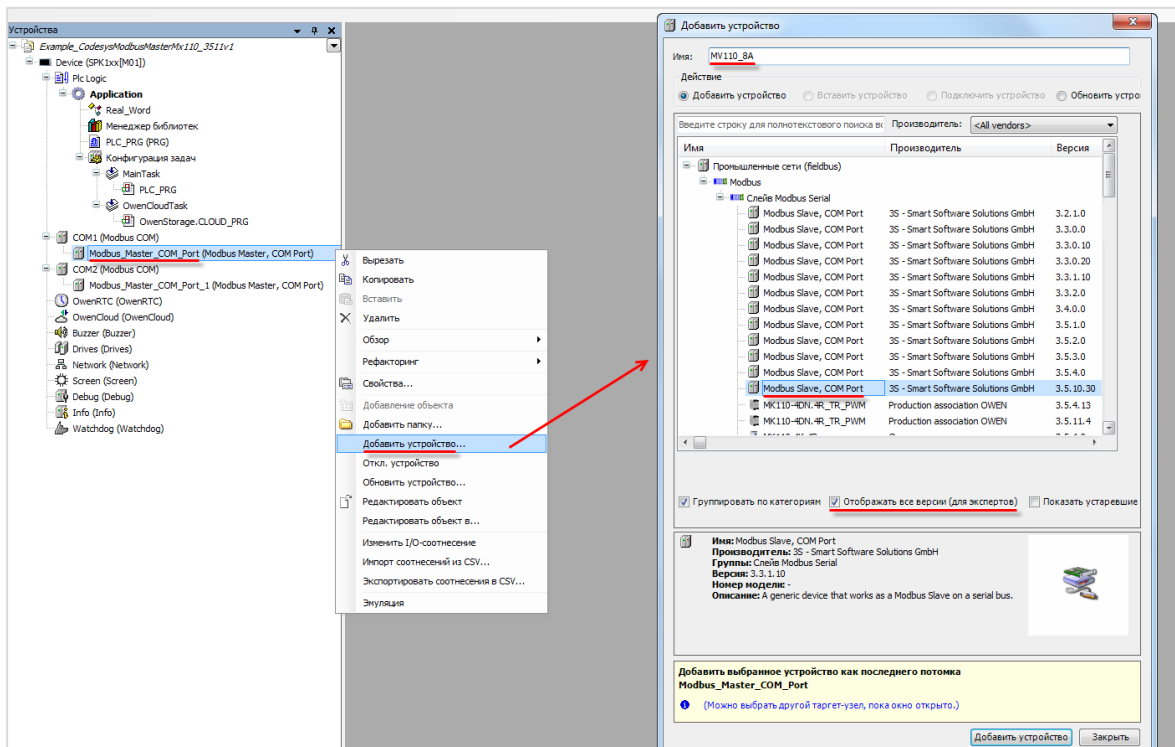 Устройства
Example_CodesysModbusMasterMx110_3511v1
Device (SPK1xx[M01])
Plc Logic
Application
Real_Word
Менеджер библиотек
PLC_PRG (PRG)
Конфигурация задач
MainTask
PLC_PRG
OwenCloudTask
OwenStorage.CLOUD_PRG
COM1 (Modbus COM)
Modbus_Master_COM_Port (Modbus Master, COM Port)
COM2 (Modbus COM)
Modbus_Master_COM_Port_1 (Modbus Master, COM Port)
OwenRTC (OwenRTC)
OwenCloud (OwenCloud)
Buzzer (Buzzer)
Drives (Drives)
Network (Network)
Screen (Screen)
Debug (Debug)
Info (Info)
Watchdog (Watchdog)
Вырезать
Копировать
Вставить
Удалить
Обзор
Рефакторинг
Свойства...
Добавление объекта
Добавить папку...
Добавить устройство...
Откл. устройство
Обновить устройство...
Редактировать объект
Редактировать объект в...
Изменить I/O-соотнесение
Импорт соотнесений из CSV...
Экспортировать соотнесения в CSV...
Эмуляция
Добавить устройство
Имя: MV110_8A
Действие
Добавить устройство Вставить устройство Подключить устройство Обновить устро
Введите строку для полнотекстового поиска вс Производитель: <All vendors>
Имя Производитель Версия
Промышленные сети (fieldbus)
Modbus
Слейв Modbus Serial
Modbus Slave, COM Port 3S - Smart Software Solutions GmbH 3.2.1.0
Modbus Slave, COM Port 3S - Smart Software Solutions GmbH 3.3.0.0
Modbus Slave, COM Port 3S - Smart Software Solutions GmbH 3.3.0.10
Modbus Slave, COM Port 3S - Smart Software Solutions GmbH 3.3.0.20
Modbus Slave, COM Port 3S - Smart Software Solutions GmbH 3.3.1.10
Modbus Slave, COM Port 3S - Smart Software Solutions GmbH 3.3.2.0
Modbus Slave, COM Port 3S - Smart Software Solutions GmbH 3.4.0.0
Modbus Slave, COM Port 3S - Smart Software Solutions GmbH 3.5.1.0
Modbus Slave, COM Port 3S - Smart Software Solutions GmbH 3.5.2.0
Modbus Slave, COM Port 3S - Smart Software Solutions GmbH 3.5.3.0
Modbus Slave, COM Port 3S - Smart Software Solutions GmbH 3.5.4.0
Modbus Slave, COM Port 3S - Smart Software Solutions GmbH 3.5.10.30
MK110-4DN.4R_TR_PWM Production association OWEN 3.5.4.13
MK110-4DN.4R_TR_PWM Production association OWEN 3.5.11.4
Группировать по категориям Отображать все версии (для экспертов) Показать устаревшие
Имя: Modbus Slave, COM Port
Производитель: 3S - Smart Software Solutions GmbH
Группы: Слейв Modbus Serial
Версия: 3.3.1.10
Номер модели: -
Описание: A generic device that works as a Modbus Slave on a serial bus.
Добавить выбранное устройство как последнего потомка
Modbus_Master_COM_Port
(Можно выбрать другой таргет-узел, пока окно открыто.)
Добавить устройство Закрыть